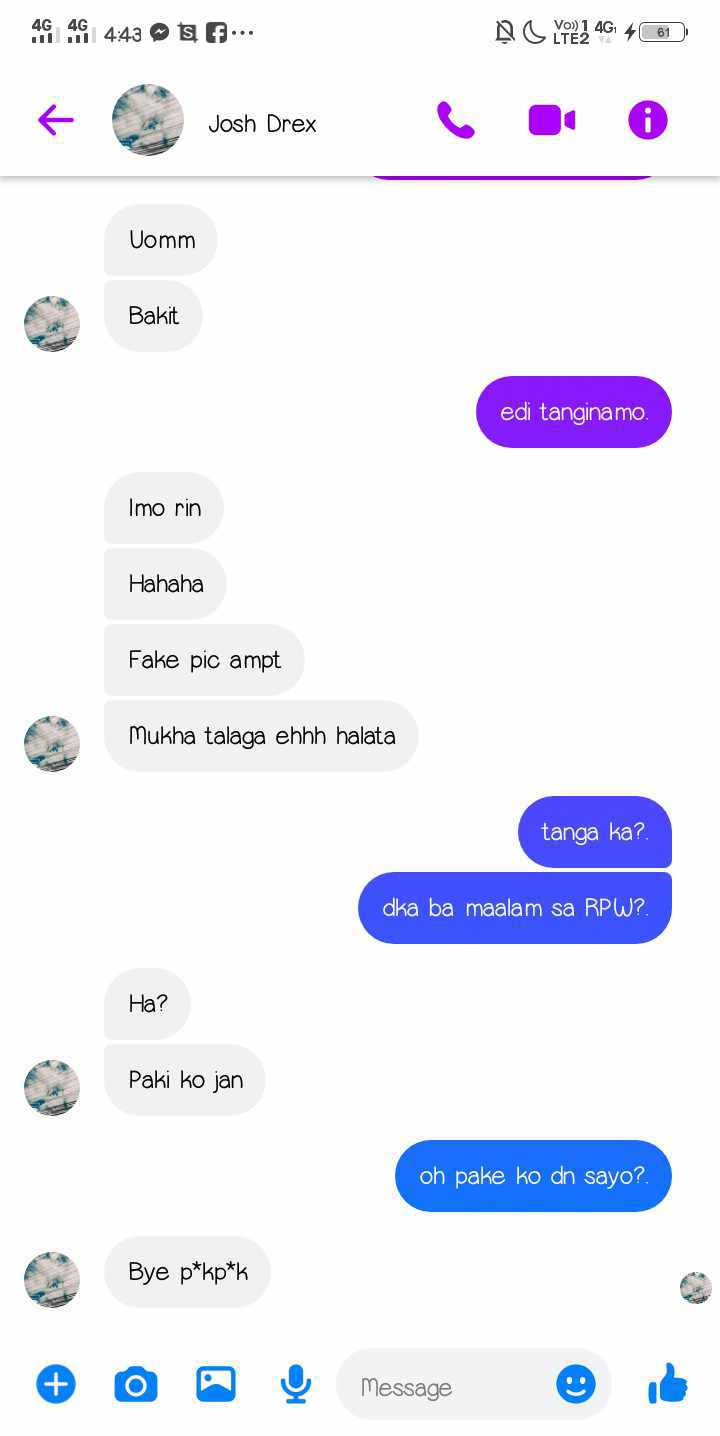 4G 4G 4:43
Vo)) 1 4G
LTE2
61
Josh Drex
Uomm
Bakit
edi tanginamo.
Imo rin
Hahaha
Fake pic ampt
Mukha talaga ehhh halata
tanga ka?.
dka ba maalam sa RPW?.
Ha?
Paki ko jan
oh pake ko dn sayo?.
Bye p*kp*k
Message